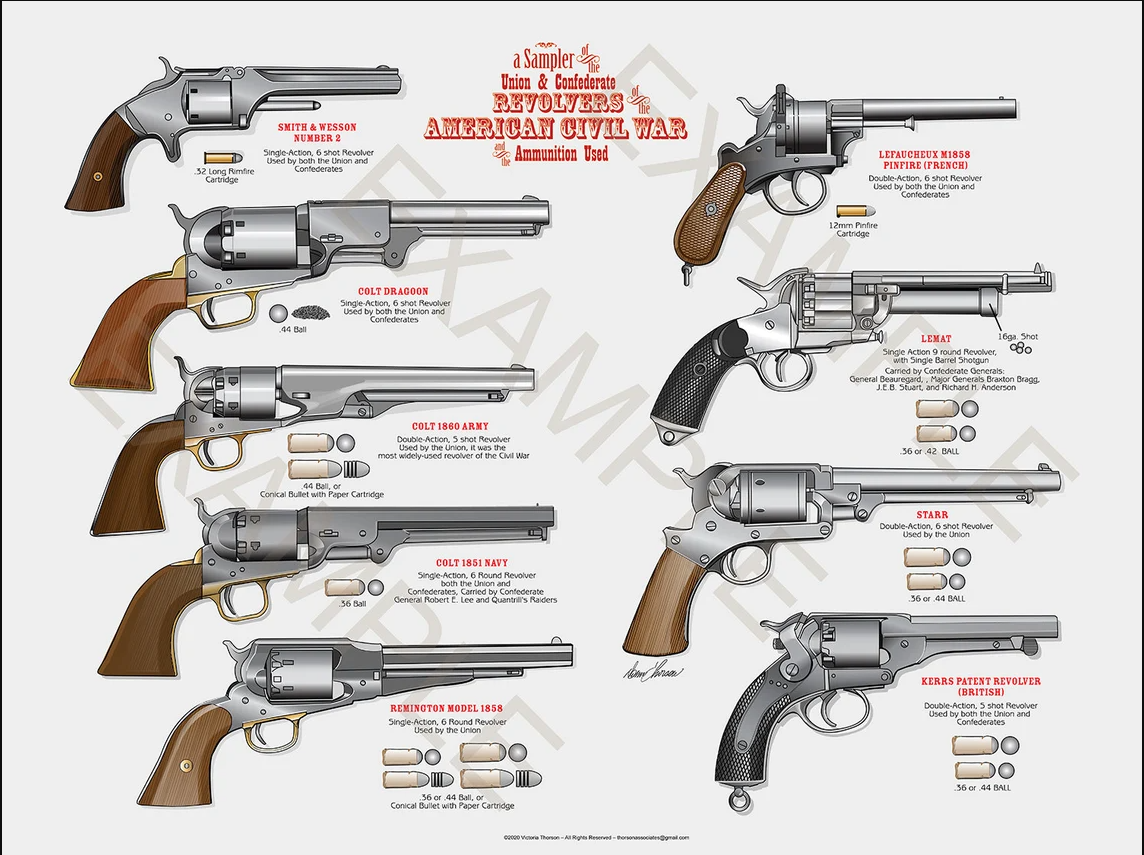 a Sampler of the
Union & Confederate
REVOLVERS of the
AMERICAN CIVIL WAR
and the Ammunition Used
SMITH & WESSON
NUMBER 2
Single-Action, 6 shot Revolver
Used by both the Union and
Confederates
.32 Long Rimfire
Cartridge
COLT DRAGOON
Single-Action, 6 shot Revolver
Used by both the Union and
Confederates
.44 Ball
COLT 1860 ARMY
Double-Action, 5 shot Revolver
Used by the Union, it was the
most widely-used revolver of the Civil War
.44 Ball, or
Conical Bullet with Paper Cartridge
COLT 1851 NAVY
Single-Action, 6 Round Revolver
both the Union and
Confederates, Carried by Confederate
General Robert E. Lee and Quantrill's Raiders
.36 Ball
REMINGTON MODEL 1858
Single-Action, 6 Round Revolver
Used by the Union
.36 or .44 Ball, or
Conical Bullet with Paper Cartridge
LEFAUCHEUX M1858
PINFIRE (FRENCH)
Double-Action, 6 shot Revolver
Used by both the Union and
Confederates
12mm Pinfire
Cartridge
LEMAT
16ga. Shot
Single Action 9 round Revolver,
with Single Barrel Shotgun
Carried by Confederate Generals:
General Beauregard, , Major Generals Braxton Bragg,
J.E.B. Stuart, and Richard H. Anderson
.36 or .42 BALL
STARR
Double-Action, 6 shot Revolver
Used by the Union
.36 or .44 BALL
KERRS PATENT REVOLVER
(BRITISH)
Double-Action, 5 shot Revolver
Used by both the Union and
Confederates
.36 or .44 BALL
EXAMPLE
EXAMPLE
EXAMPLE
©2020 Victoria Thorson – All Rights Reserved – thorsonassociates@gmail.com